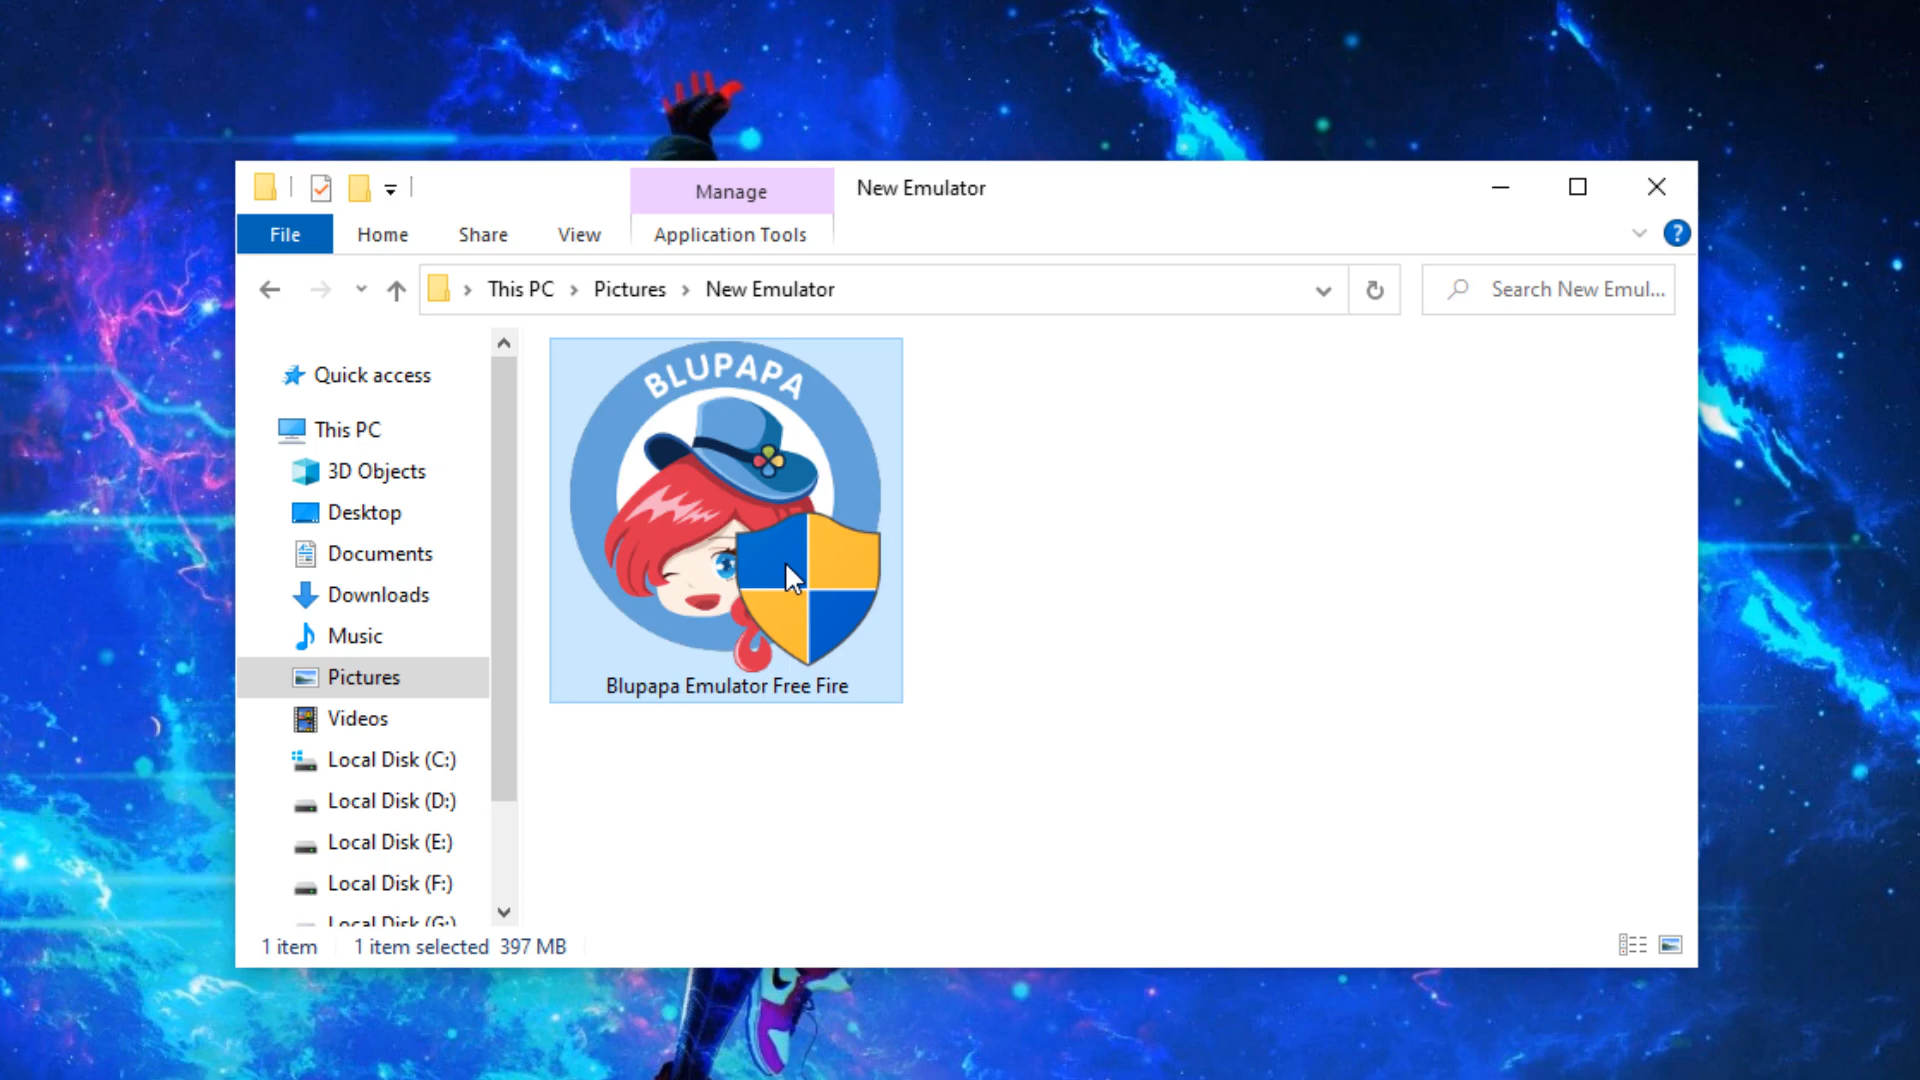 Manage
New Emulator
File
Home
Share
View
Application Tools
?
This PC
Pictures
New Emulator
Search New Emul...
Quick access
This PC
3D Objects
Desktop
Documents
Downloads
Music
Pictures
Videos
Local Disk (C:)
Local Disk (D:)
Local Disk (E:)
Local Disk (F:)
Local Disk (G:)
BLUPAPA
Blupapa Emulator Free Fire
1 item
1 item selected 397 MB